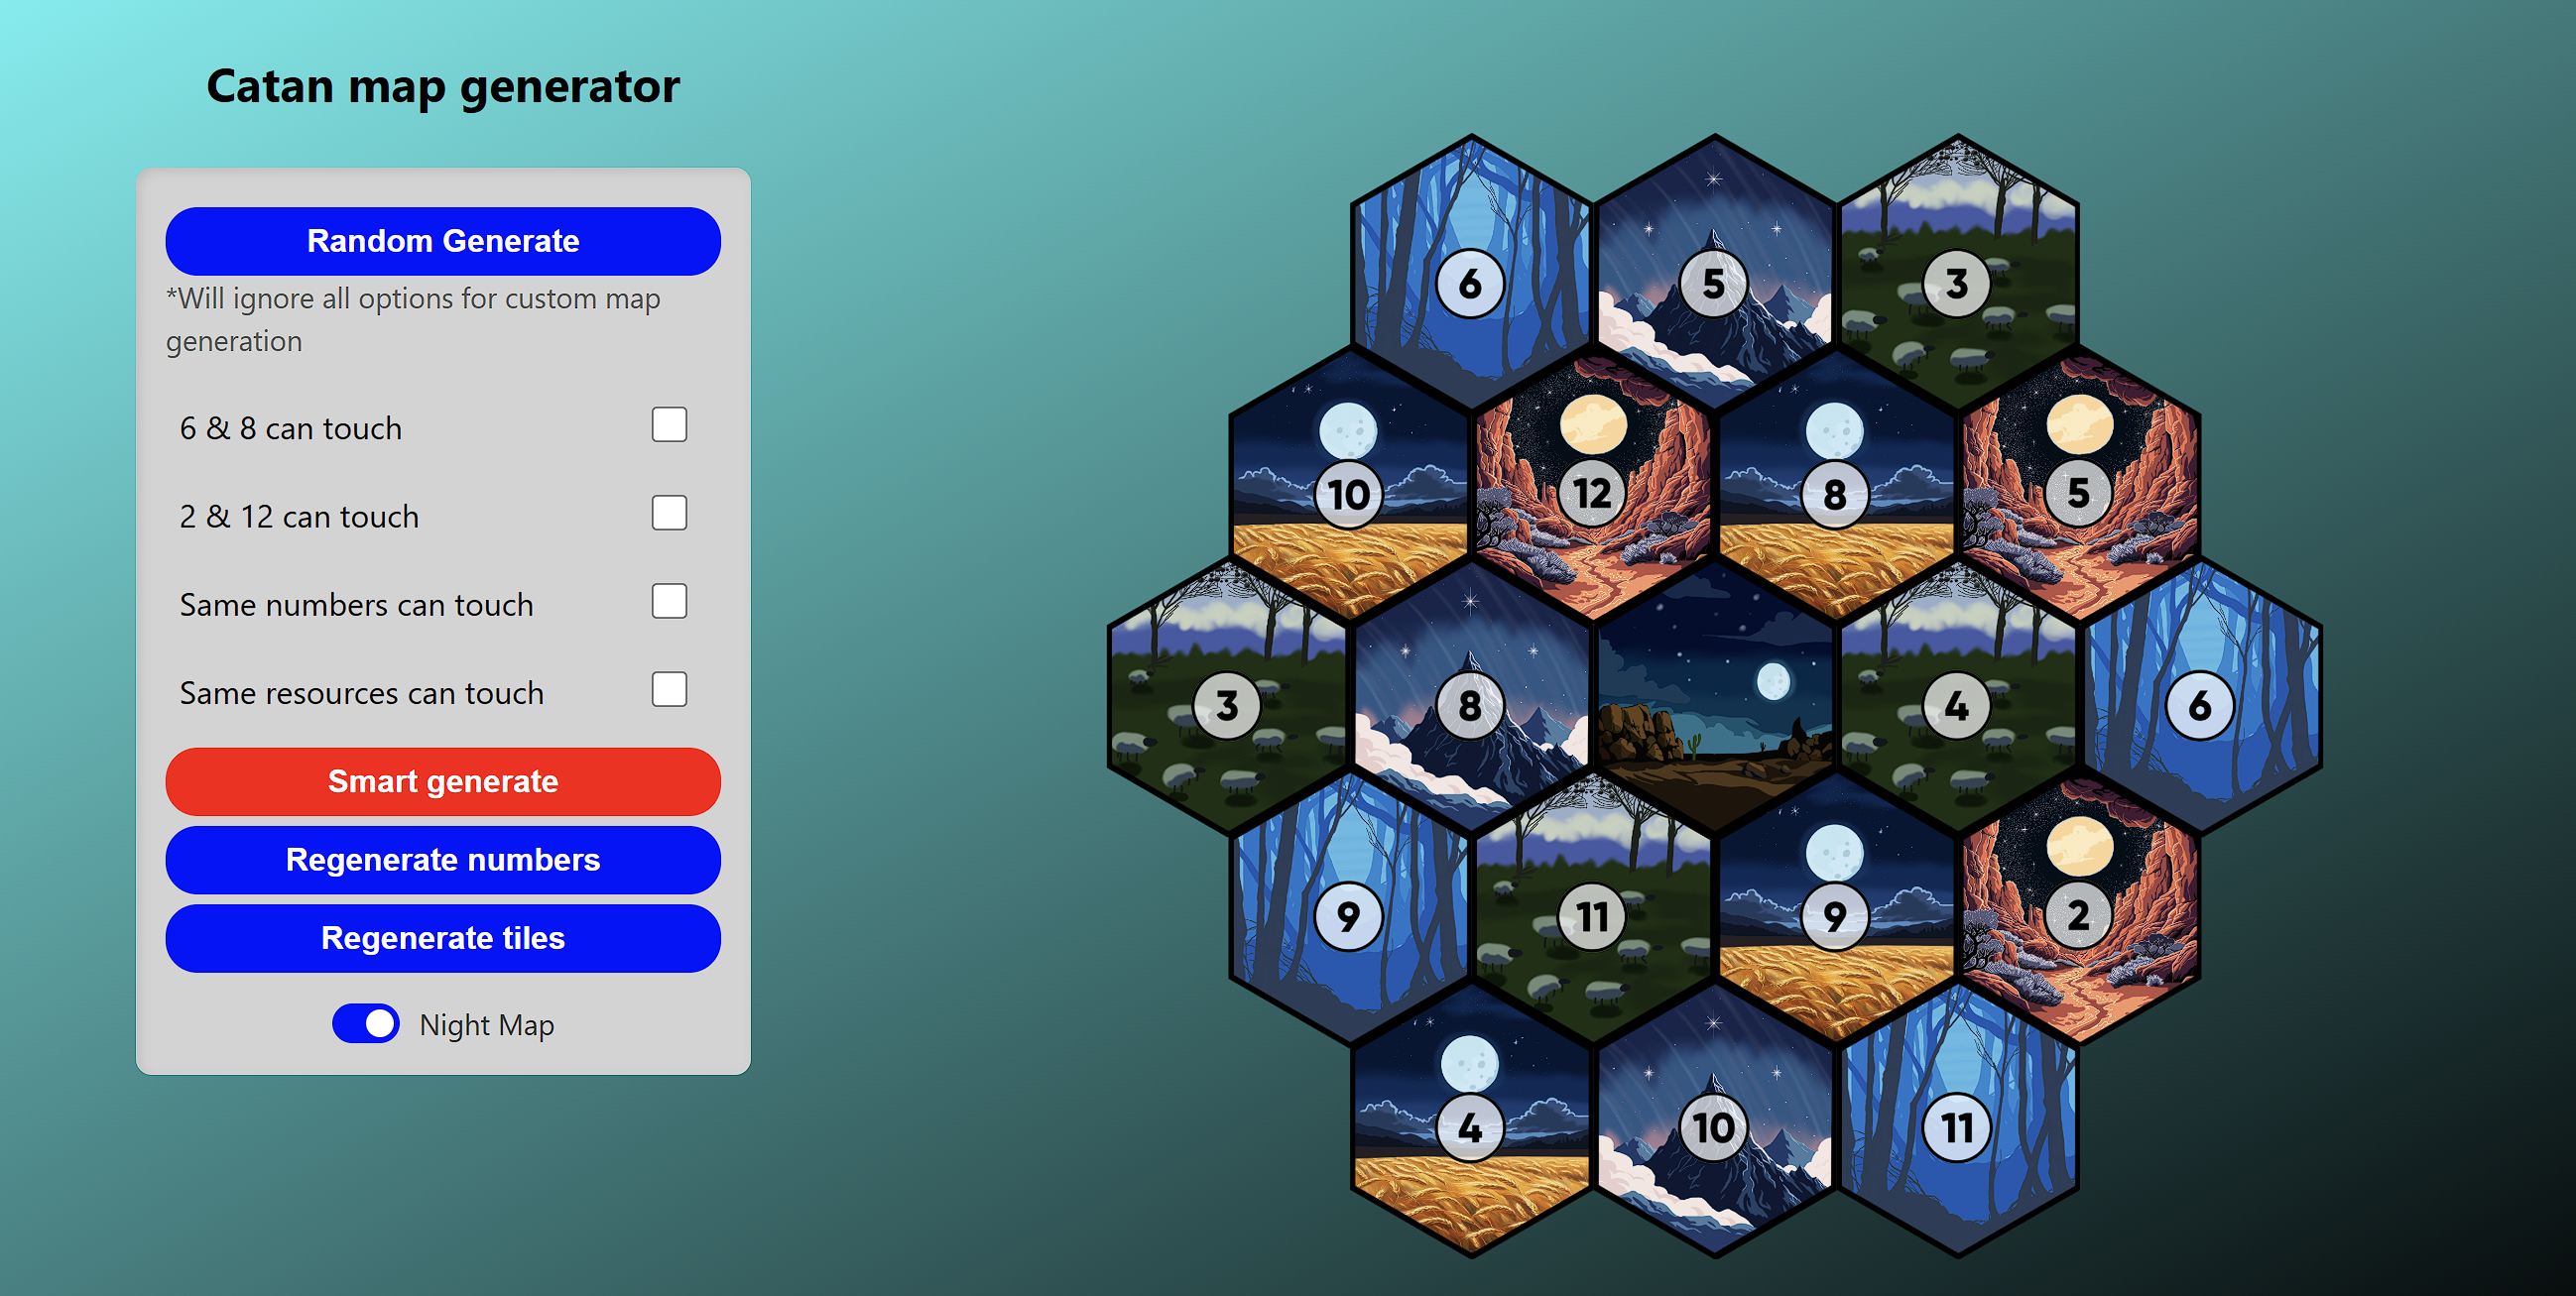 Catan map generator
Random Generate
*Will ignore all options for custom map
generation
6 & 8 can touch
2 & 12 can touch
Same numbers can touch
Same resources can touch
Smart generate
Regenerate numbers
Regenerate tiles
Night Map
6 5 3
10 12 8 5
3 8 4 6
9 11 9 2
4 10 11